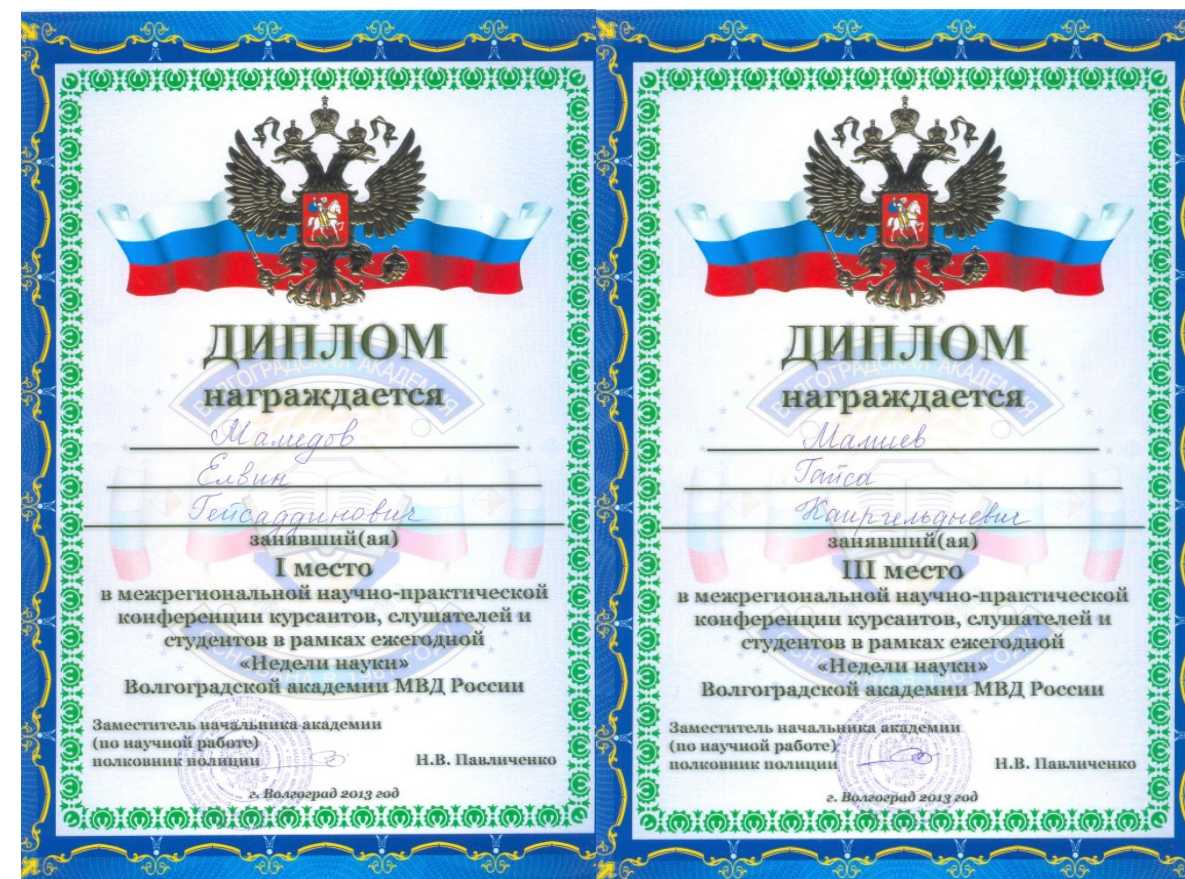 ДИПЛОМ
награждается
Мамедов
Елвин
Гейсаддинович
занявший(ая)
I место
в межрегиональной научно-практической
конференции курсантов, слушателей и
студентов в рамках ежегодной
«Недели науки»
Волгоградской академии МВД России
Заместитель начальника академии
(по научной работе)
полковник полиции Н.В. Павличенко
г. Волгоград 2013 год
ДИПЛОМ
награждается
Малиев
Гайса
Каиргельдиевич
занявший(ая)
III место
в межрегиональной научно-практической
конференции курсантов, слушателей и
студентов в рамках ежегодной
«Недели науки»
Волгоградской академии МВД России
Заместитель начальника академии
(по научной работе)
полковник полиции Н.В. Павличенко
г. Волгоград 2013 год